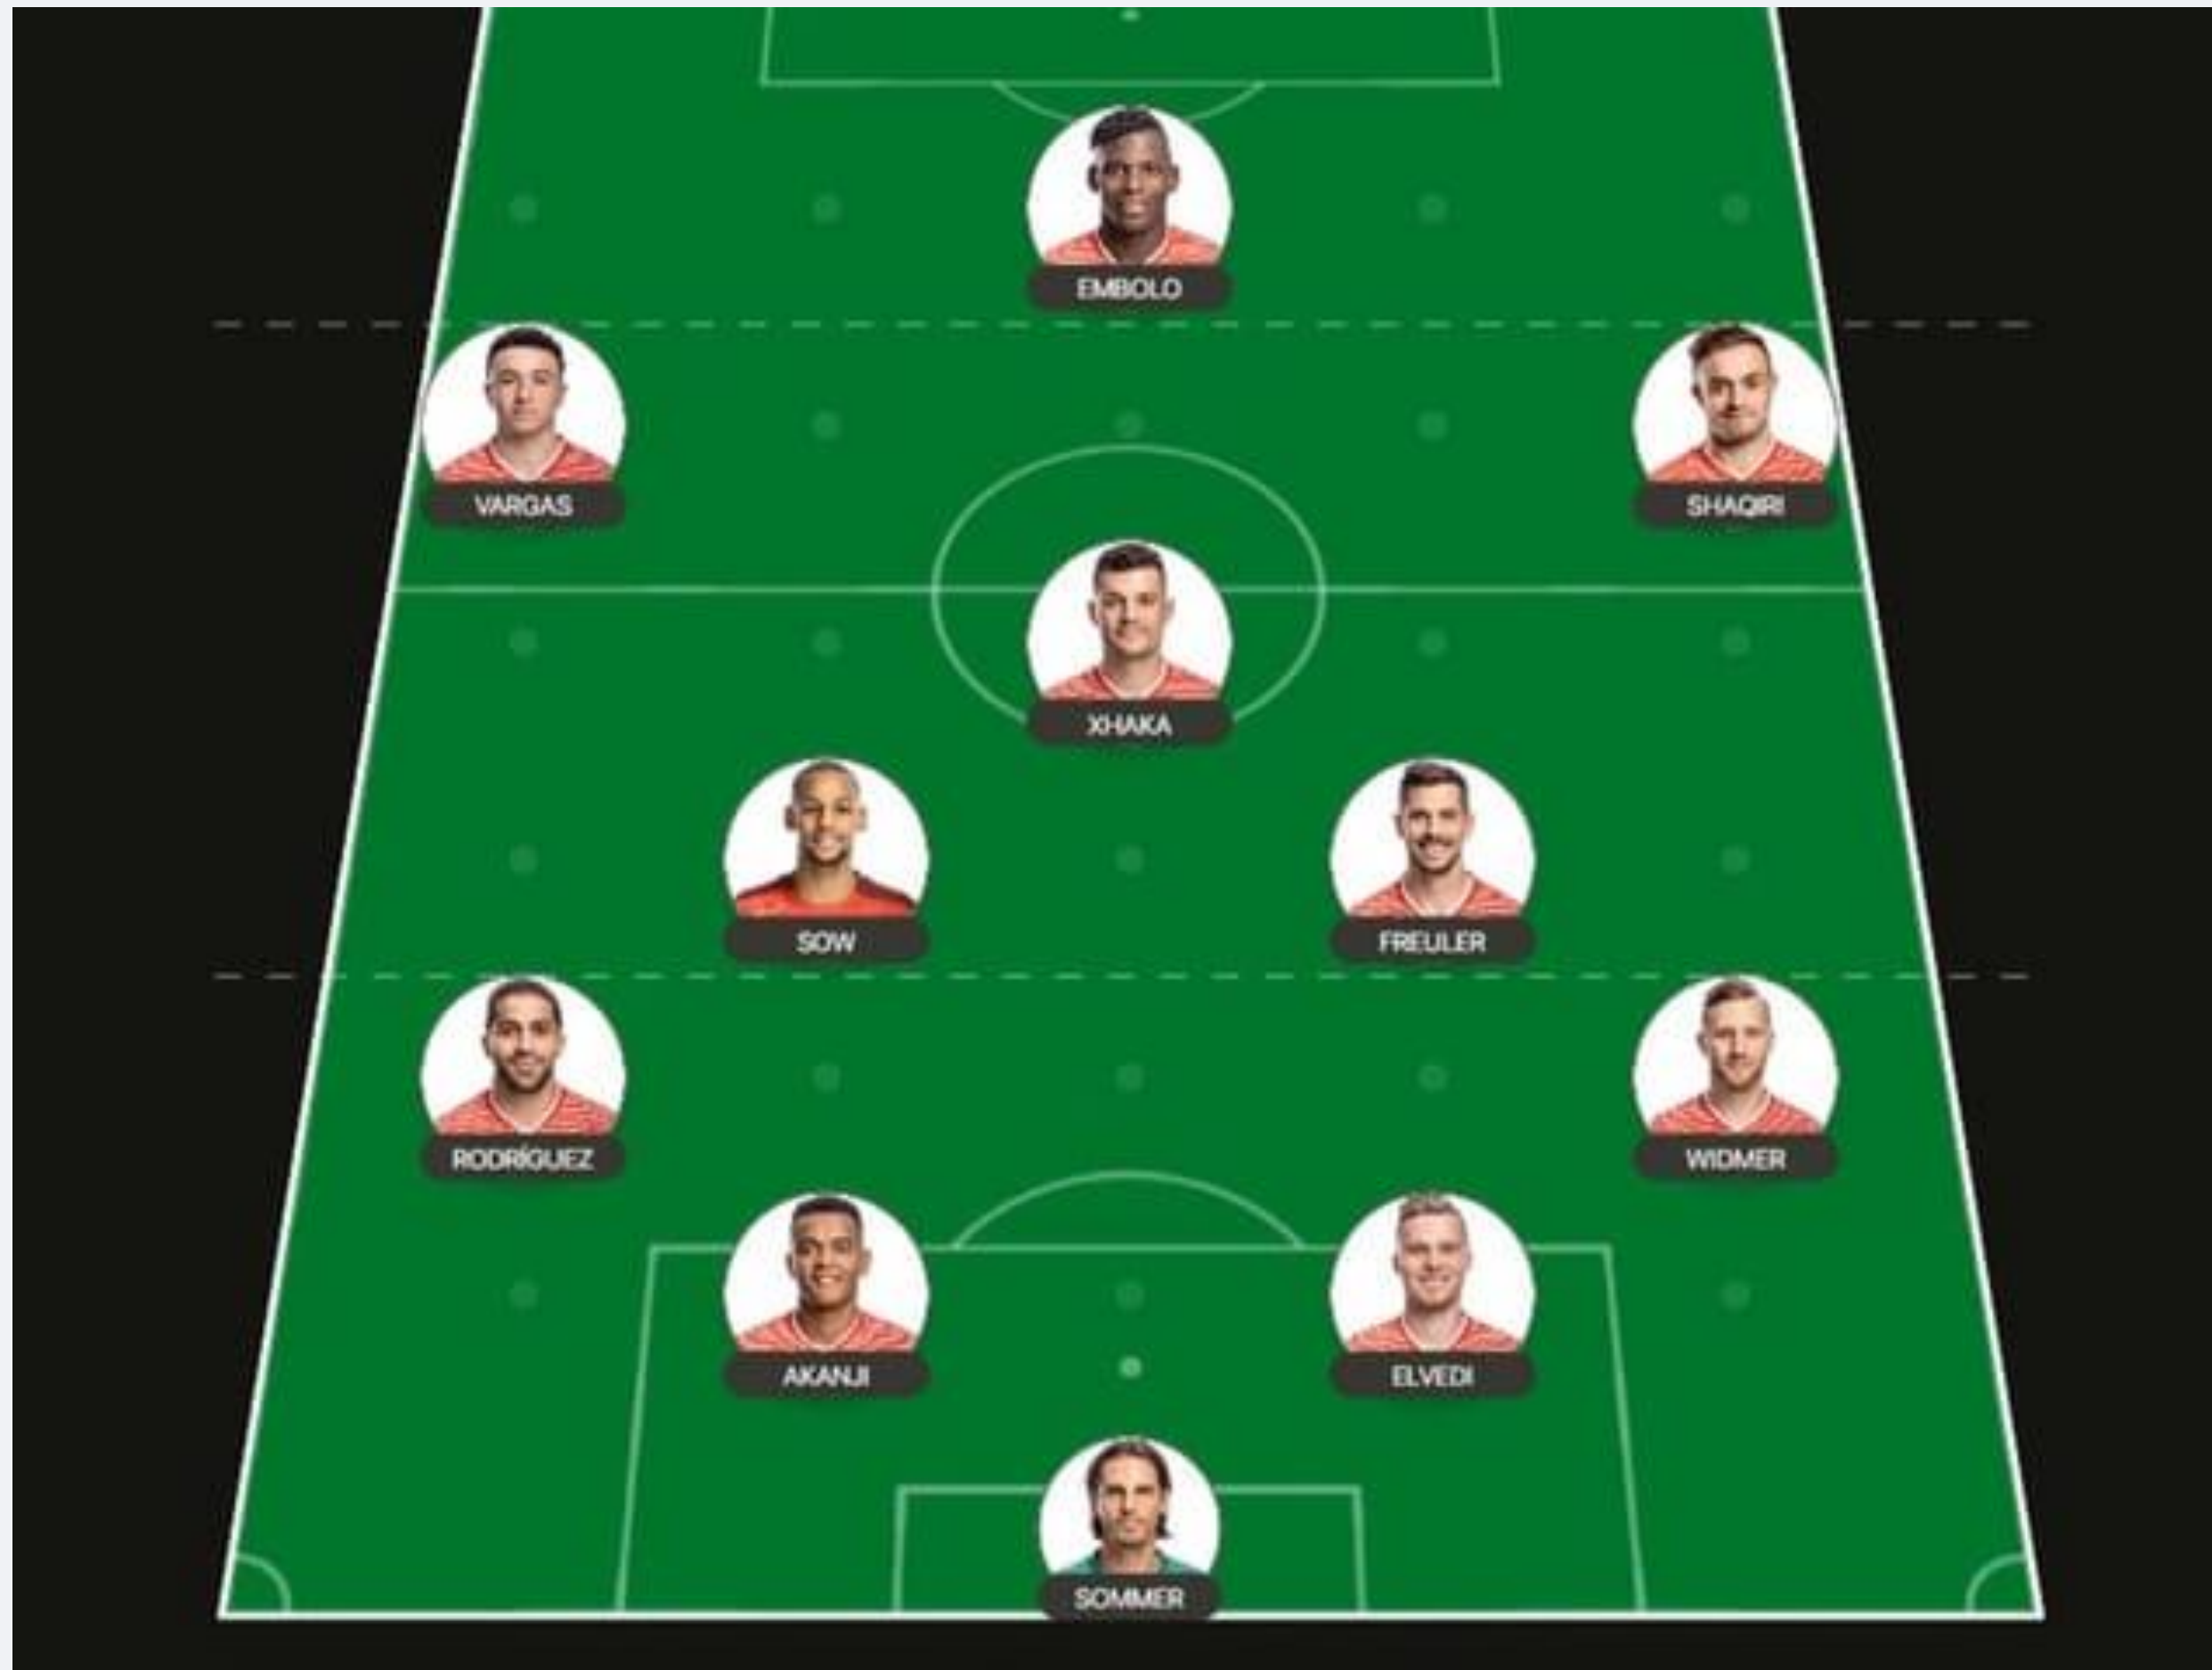 EMBOLO
VARGAS
SHAQIRI
XHAKA
SOW
FREULER
RODRÍGUEZ
WIDMER
AKANJI
ELVEDI
SOMMER